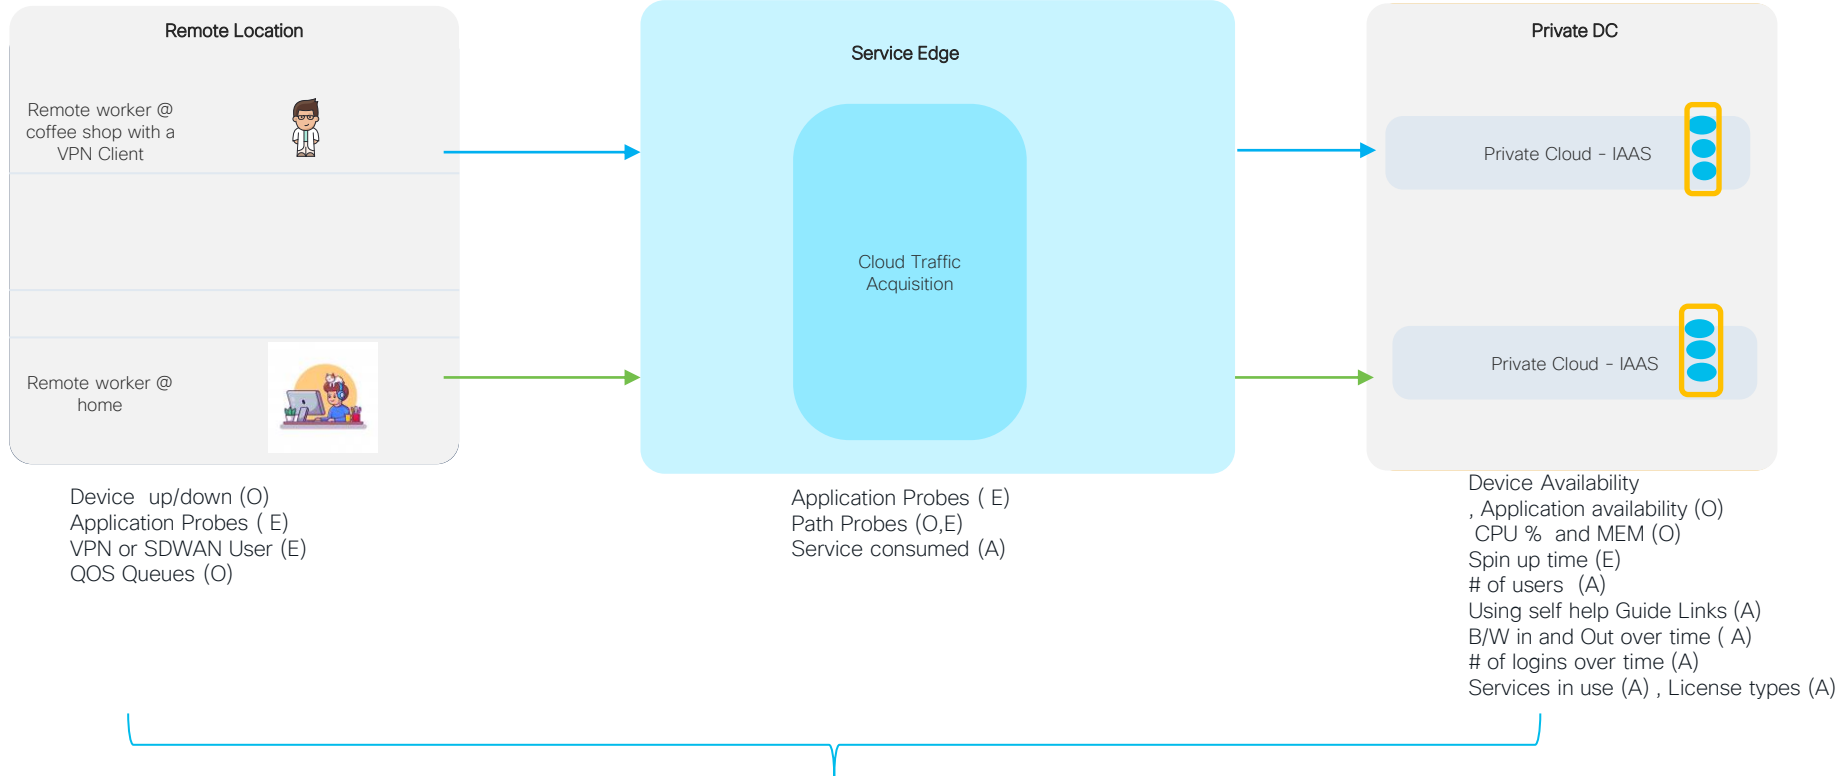 Remote Location
Remote worker @
coffee shop with a
VPN Client
Remote worker @
home
Device up/down (O)
Application Probes ( E)
VPN or SDWAN User (E)
QOS Queues (O)
Service Edge
Cloud Traffic
Acquisition
Application Probes ( E)
Path Probes (O,E)
Service consumed (A)
Private DC
Private Cloud - IAAS
Private Cloud - IAAS
Device Availability
, Application availability (O)
CPU % and MEM (O)
Spin up time (E)
# of users (A)
Using self help Guide Links (A)
B/W in and Out over time ( A)
# of logins over time (A)
Services in use (A) , License types (A)